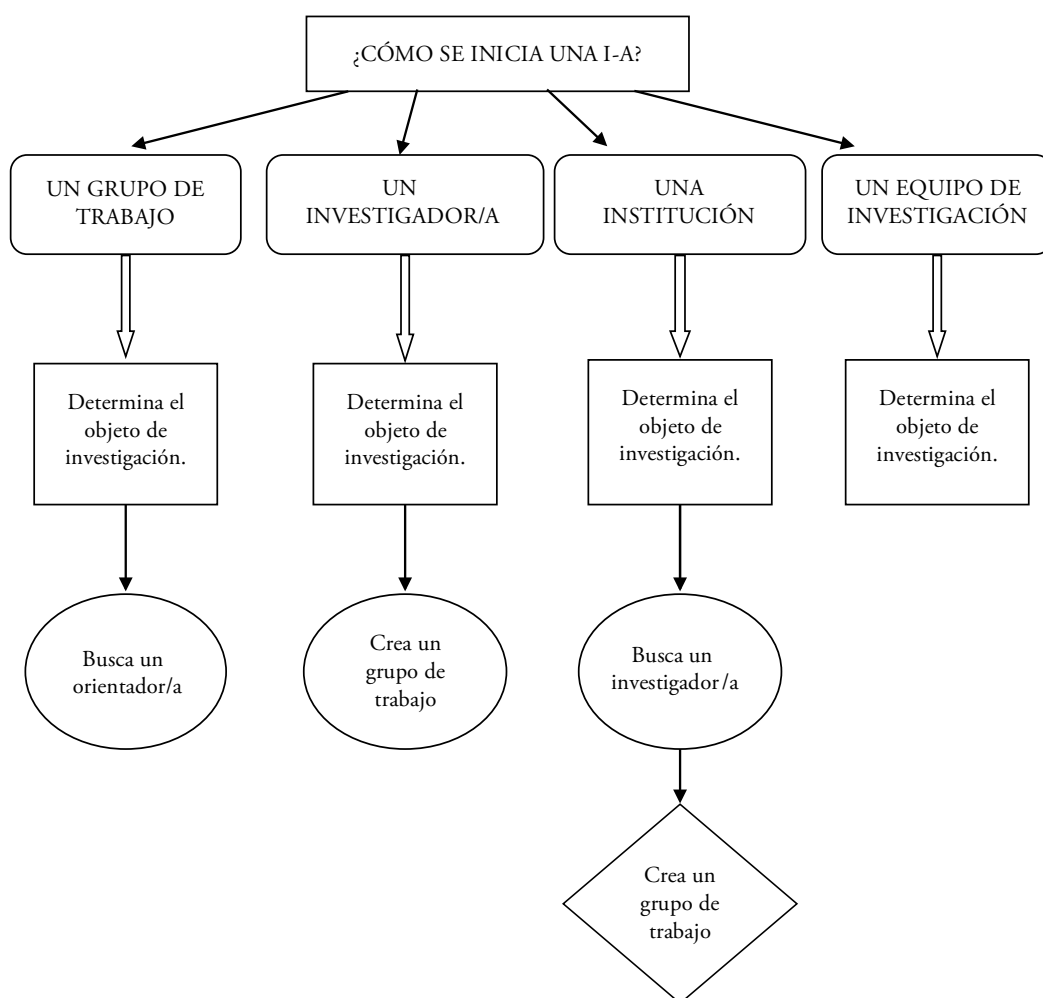 ¿CÓMO SE INICIA UNA I-A?
UN GRUPO DE
TRABAJO
UN
INVESTIGADOR/A
UNA
INSTITUCIÓN
UN EQUIPO DE
INVESTIGACIÓN
Determina el
objeto de
investigación.
Determina el
objeto de
investigación.
Determina el
objeto de
investigación.
Determina el
objeto de
investigación.
Busca un
orientador/a
Crea un
grupo de
trabajo
Busca un
investigador/a
Crea un
grupo de
trabajo